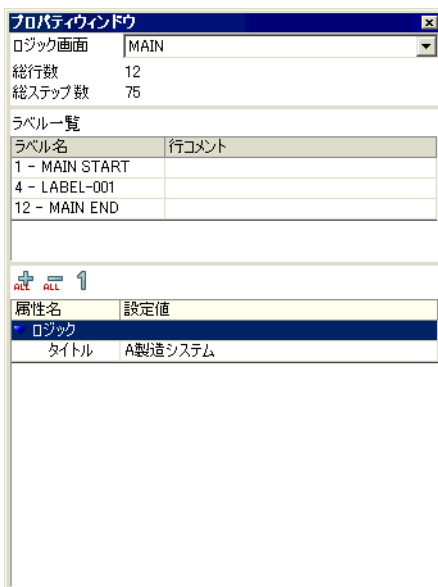 プロパティウィンドウ
ロジック画面 MAIN
総行数 12
総ステップ数 75
ラベル一覧
ラベル名 行コメント
1 - MAIN START
4 - LABEL-001
12 - MAIN END
ALL ALL 1
属性名 設定値
ロジック
タイトル A製造システム